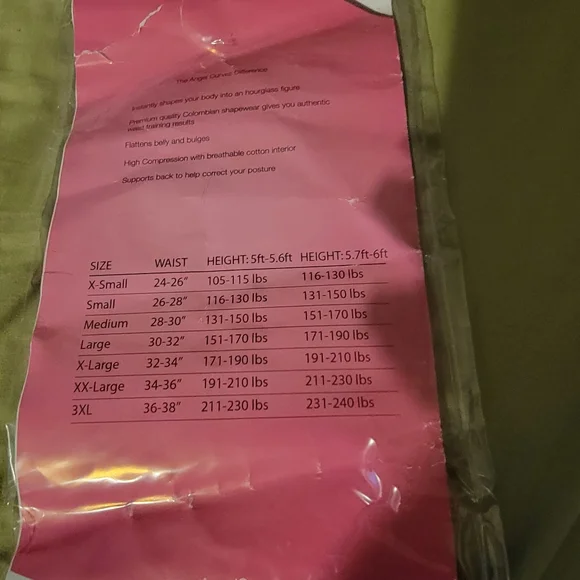 The Angel Curves Difference
Instantly shapes your body into an hourglass figure
Premium quality Colombian shapewear gives you authentic
waist training results
Flattens belly and bulges
High Compression with breathable cotton interior
Supports back to help correct your posture
SIZE WAIST HEIGHT: 5ft-5.6ft HEIGHT: 5.7ft-6ft
X-Small 24-26" 105-115 lbs 116-130 lbs
Small 26-28" 116-130 lbs 131-150 lbs
Medium 28-30" 131-150 lbs 151-170 lbs
Large 30-32" 151-170 lbs 171-190 lbs
X-Large 32-34" 171-190 lbs 191-210 lbs
XX-Large 34-36" 191-210 lbs 211-230 lbs
3XL 36-38" 211-230 lbs 231-240 lbs